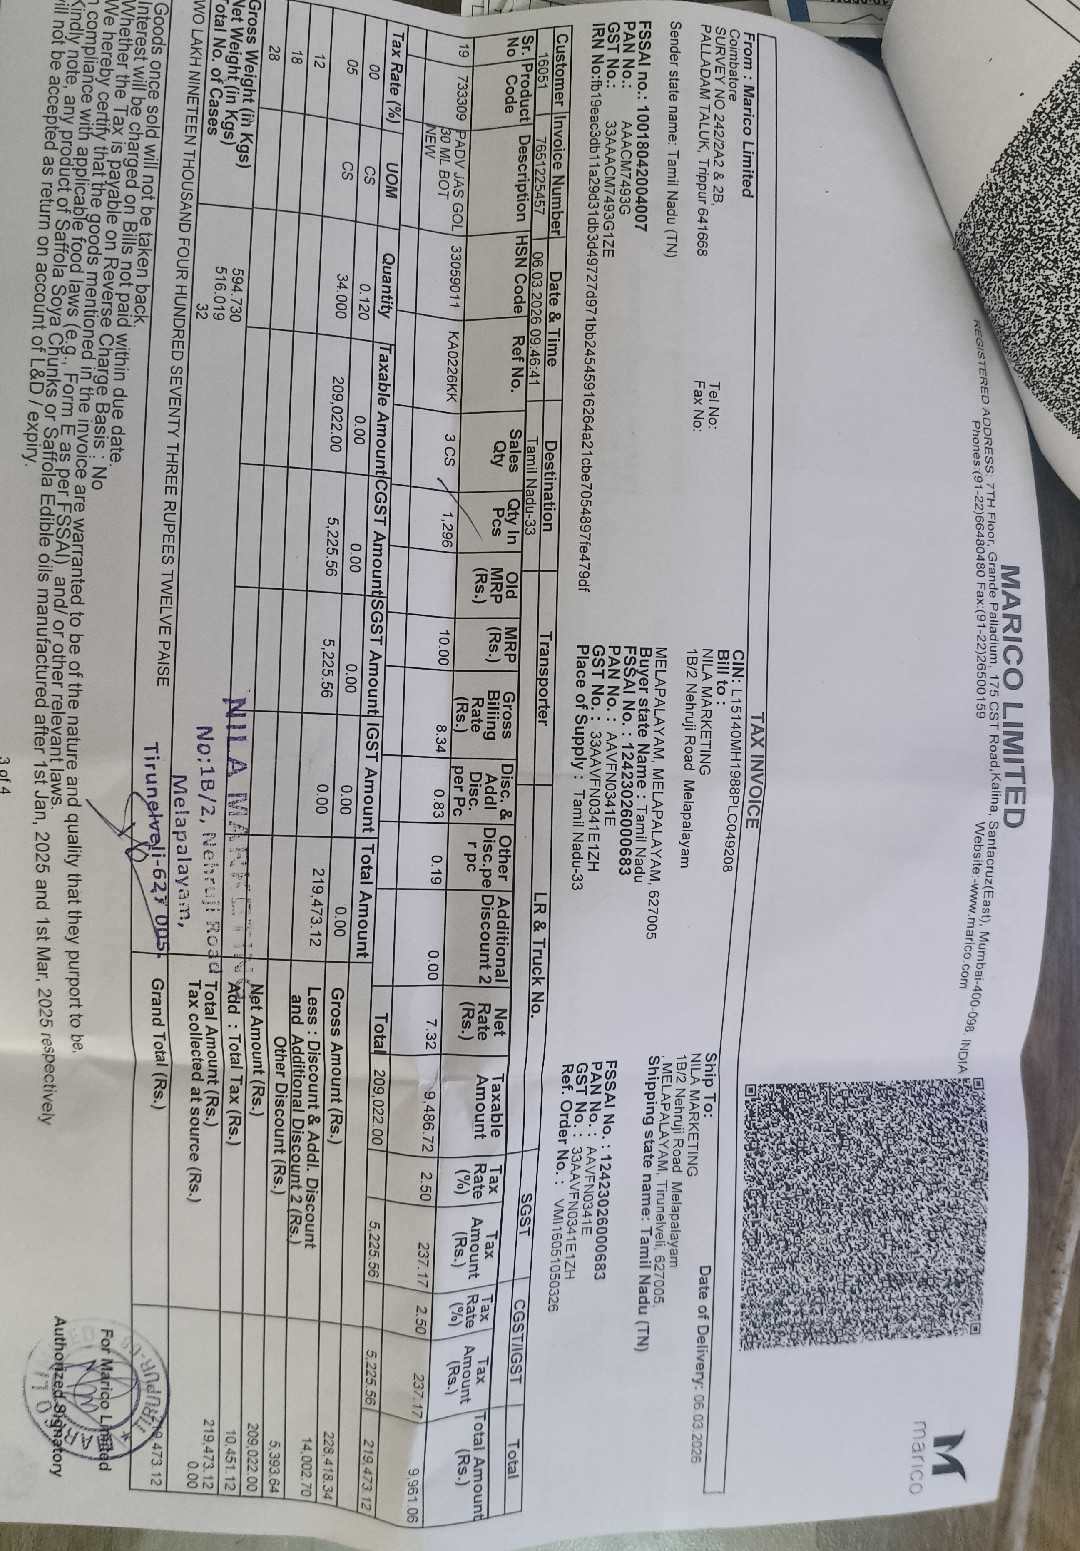 MARICO LIMITED
REGISTERED ADDRESS: 7TH Floor, Grande Palladium, 175 CST Road,Kalina, Santacruz(East), Mumbai-400-098, INDIA
Phones:(91-22)66480480 Fax:(91-22)26500159 Website:-www.marico.com
marico
TAX INVOICE
From : Marico Limited
Coimbatore
SURVEY NO 242/2A2 & 2B,
PALLADAM TALUK, Trippur 641668
Tel No:
Fax No:
Sender state name: Tamil Nadu (TN)
FSSAI no.: 10018042004007
PAN No.: AAACM7493G
GST No.: 33AAACM7493G1ZE
IRN No:fb19eac3db11a29d31db3d49727d971bb24545916264a21cbe7054897fe479df
CIN: L15140MH1988PLC049208
Bill to :
NILA MARKETING
1B/2 Nehruji Road Melapalayam
MELAPALAYAM, MELAPALAYAM, 627005
Buyer state Name : Tamil Nadu
FSSAI No. : 12423026000683
PAN No. : AAVFN0341E
GST No. : 33AAVFN0341E1ZH
Place of Supply : Tamil Nadu-33
Ship To: Date of Delivery: 06.03.2026
NILA MARKETING
1B/2 Nehruji Road Melapalayam
, MELAPALAYAM, Tirunelveli, 627005,
Shipping state name: Tamil Nadu (TN)
FSSAI No. : 12423026000683
PAN No. : AAVFN0341E
GST No. : 33AAVFN0341E1ZH
Ref. Order No. : VMI16051050326
Customer Invoice Number Date & Time Destination Transporter LR & Truck No. SGST CGST/IGST Total
16051 7651225457 06.03.2026 09:46:41 Tamil Nadu-33
Sr. No Product Code Description HSN Code Ref No. Sales Qty Qty In Pcs Old MRP (Rs.) MRP (Rs.) Gross Billing Rate (Rs.) Disc. & Addl Disc. per Pc Other Disc.pe r pc Additional Discount 2 Net Rate (Rs.) Taxable Amount Tax Rate (%) Tax Amount (Rs.) Tax Rate (%) Tax Amount (Rs.) Total Amount (Rs.)
19 733309 PADV JAS GOL 30 ML BOT NEW 33059011 KA0226KK 3 CS 1,296 10.00 8.34 0.83 0.19 0.00 7.32 9,486.72 2.50 237.17 2.50 237.17 9,961.06
Total 209,022.00 5,225.56 5,225.56 219,473.12
Tax Rate (%) UOM Quantity Taxable Amount CGST Amount SGST Amount IGST Amount Total Amount
00 CS 0.120 0.00 0.00 0.00 0.00 0.00
05 CS 34.000 209,022.00 5,225.56 5,225.56 0.00 219,473.12
12
18
28
Gross Amount (Rs.) 228,418.34
Less : Discount & Addl. Discount and Additional Discount 2 (Rs.) 14,002.70
Other Discount (Rs.) 5,393.64
Net Amount (Rs.) 209,022.00
Add : Total Tax (Rs.) 10,451.12
Total Amount (Rs.) 219,473.12
Tax collected at source (Rs.) 0.00
Grand Total (Rs.) 473.12
Gross Weight (in Kgs) 594.730
Net Weight (in Kgs) 516.019
Total No. of Cases 32
WO LAKH NINETEEN THOUSAND FOUR HUNDRED SEVENTY THREE RUPEES TWELVE PAISE
NILA MARKETING,
No:1B/2, Nehruji Road
Melapalayam,
Tirunelveli-627 005.
Goods once sold will not be taken back.
Interest will be charged on Bills not paid within due date.
Whether the Tax is payable on Reverse Charge Basis : No
We hereby certify that the goods mentioned in the invoice are warranted to be of the nature and quality that they purport to be,
compliance with applicable food laws (e.g., Form E as per FSSAI) and/ or other relevant laws.
Kindly note, any product of Saffola Soya Chunks or Saffola Edible oils manufactured after 1st Jan, 2025 and 1st Mar, 2025 respectively
ill not be accepted as return on account of L&D / expiry.
For Marico Limited
Authorized Signatory
3 of 4